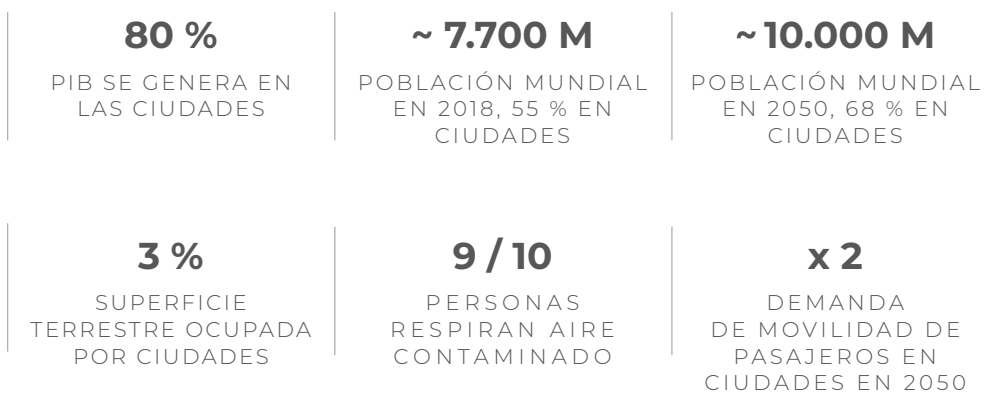 80 %
PIB SE GENERA EN
LAS CIUDADES
~ 7.700 M
POBLACIÓN MUNDIAL
EN 2018, 55 % EN
CIUDADES
~ 10.000 M
POBLACIÓN MUNDIAL
EN 2050, 68 % EN
CIUDADES
3 %
SUPERFICIE
TERRESTRE OCUPADA
POR CIUDADES
9 / 10
PERSONAS
RESPIRAN AIRE
CONTAMINADO
x 2
DEMANDA
DE MOVILIDAD DE
PASAJEROS EN
CIUDADES EN 2050